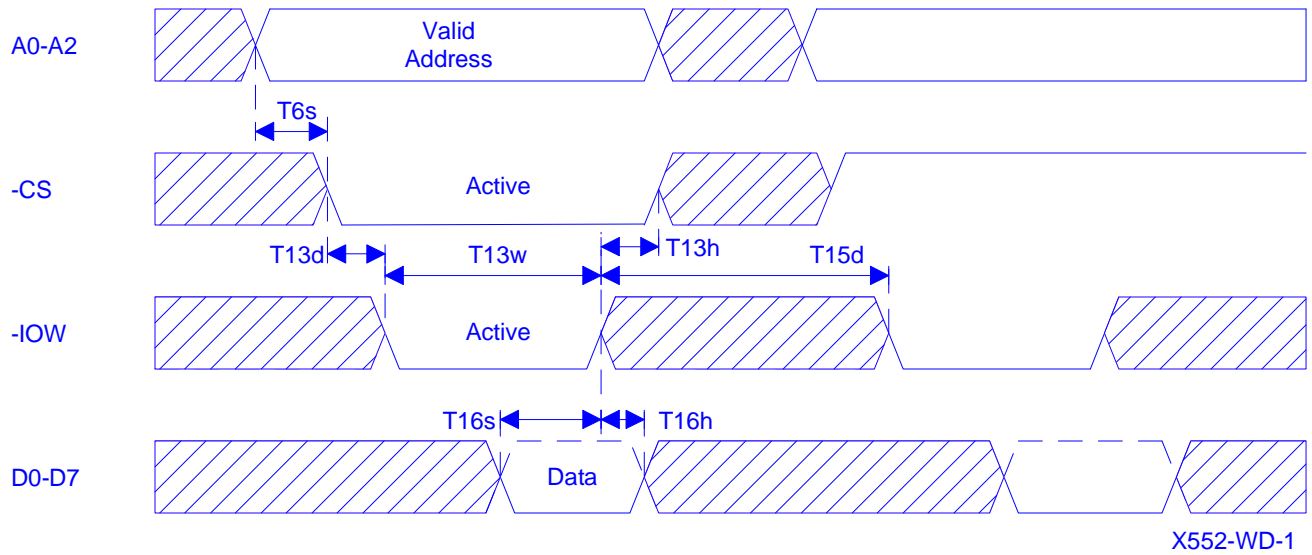 A0-A2
Valid
Address
T6s
-CS
Active
T13d
T13w
T13h
T15d
-IOW
Active
T16s
T16h
D0-D7
Data
X552-WD-1